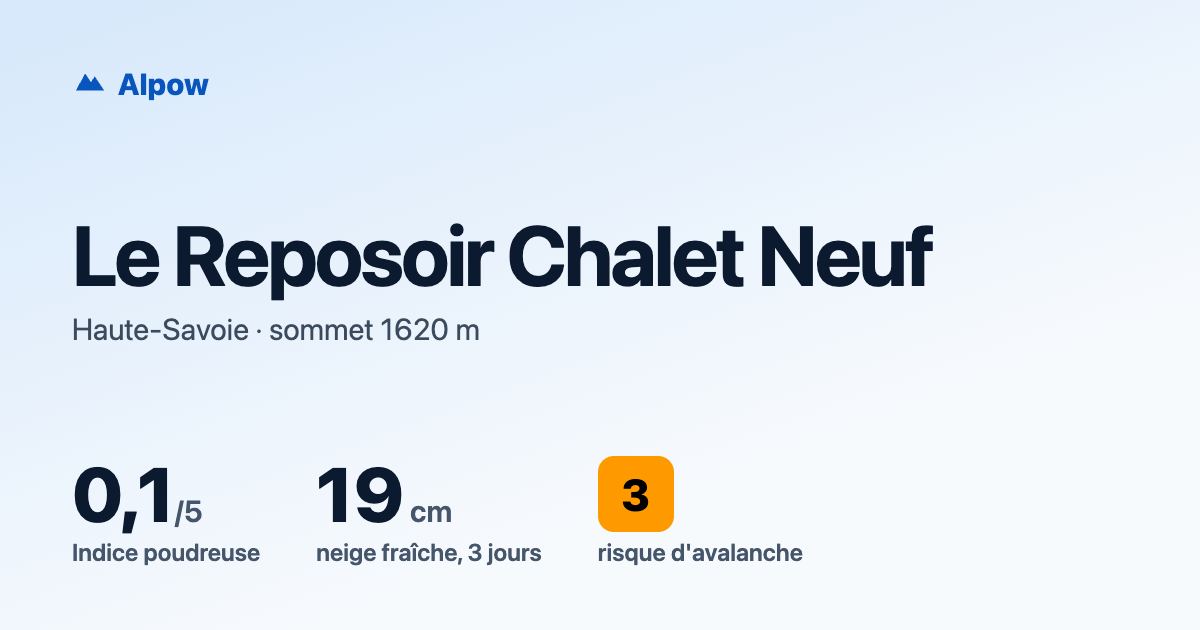 Alpow
Le Reposoir Chalet Neuf
Haute-Savoie · sommet 1620 m
0,1/5
Indice poudreuse
19 cm
neige fraîche, 3 jours
3
risque d'avalanche